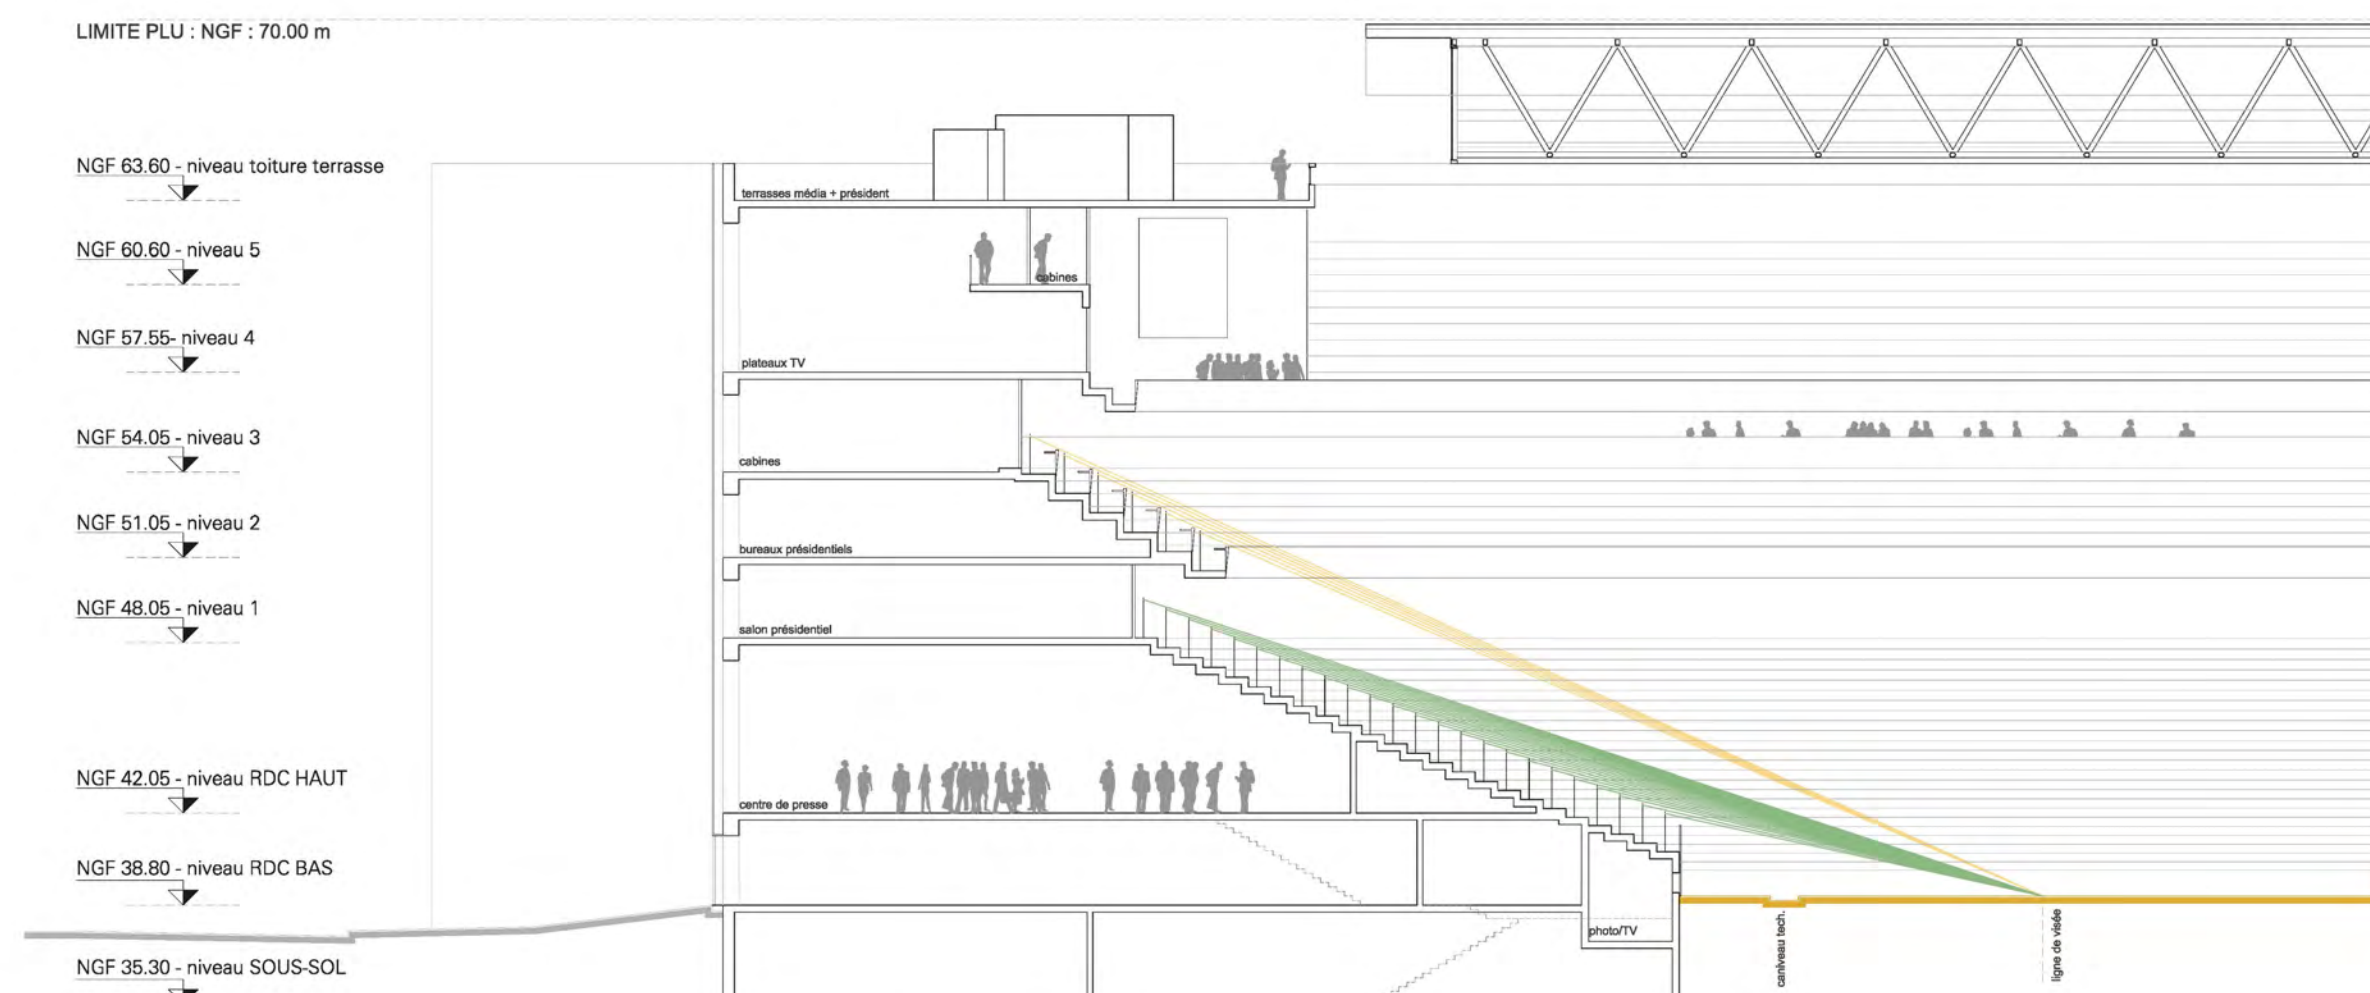 LIMITE PLU : NGF : 70.00 m
NGF 63.60 - niveau toiture terrasse
terrasses média + président
NGF 60.60 - niveau 5
cabines
NGF 57.55- niveau 4
plateaux TV
NGF 54.05 - niveau 3
cabines
NGF 51.05 - niveau 2
bureaux présidentiels
NGF 48.05 - niveau 1
salon présidentiel
NGF 42.05 - niveau RDC HAUT
centre de presse
NGF 38.80 - niveau RDC BAS
photo/TV
caniveau tech.
ligne de visée
NGF 35.30 - niveau SOUS-SOL